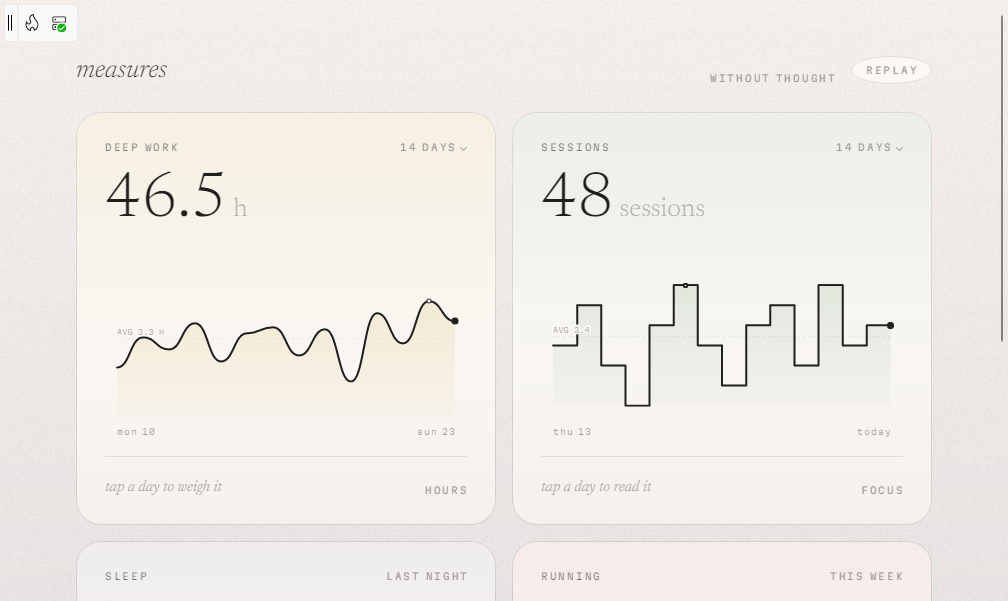 measures
WITHOUT THOUGHT
REPLAY
DEEP WORK
14 DAYS
46.5 h
AVG 3.3 H
mon 10
sun 23
tap a day to weigh it
HOURS
SESSIONS
14 DAYS
48 sessions
AVG 3.4
thu 13
today
tap a day to read it
FOCUS
SLEEP
LAST NIGHT
RUNNING
THIS WEEK